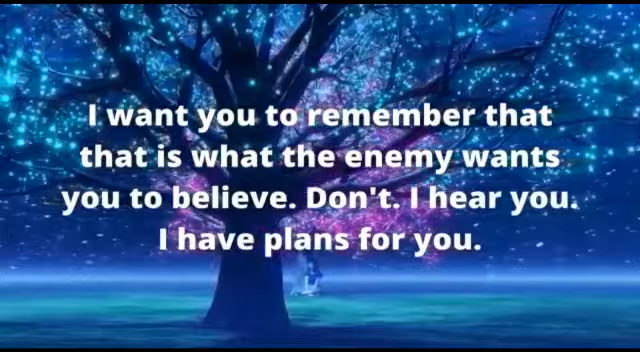 I want you to remember that
that is what the enemy wants
you to believe. Don't. I hear you.
I have plans for you.